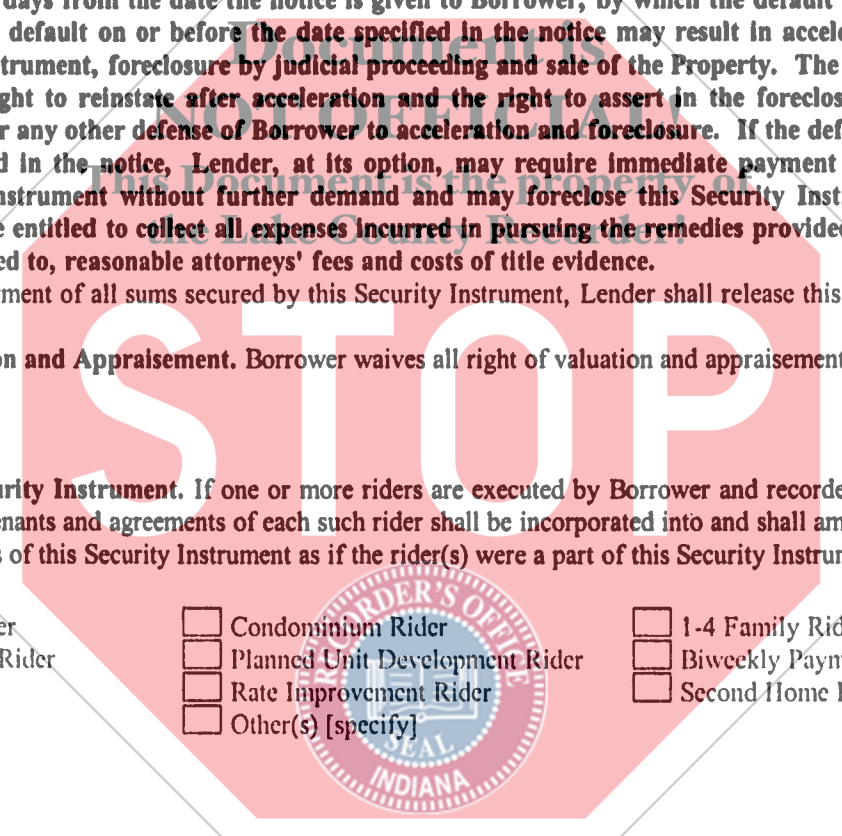 days from the date the notice is given to Borrower, by which the default
default on or before the date specified in the notice may result in accele
Document is
trument, foreclosure by judicial proceeding and sale of the Property. The
ght to reinstate after acceleration and the right to assert in the foreclos
NOT OFFICIAL!
r any other defense of Borrower to acceleration and foreclosure. If the def
d in the notice, Lender, at its option, may require immediate payment
This Document is the property of
nstrument without further demand and may foreclose this Security Inst
e entitled to collect all expenses incurred in pursuing the remedies provided
the Lake County Recorder!
ed to, reasonable attorneys' fees and costs of title evidence.
ment of all sums secured by this Security Instrument, Lender shall release this
on and Appraisement. Borrower waives all right of valuation and appraisement
STOP
urity Instrument. If one or more riders are executed by Borrower and recorde
enants and agreements of each such rider shall be incorporated into and shall am
s of this Security Instrument as if the rider(s) were a part of this Security Instrum
er
Rider
Condominium Rider
Planned Unit Development Rider
Rate Improvement Rider
Other(s) [specify]
1-4 Family Rid
Biweekly Paym
Second Home
RECORDER'S OFFICE
SEAL
INDIANA